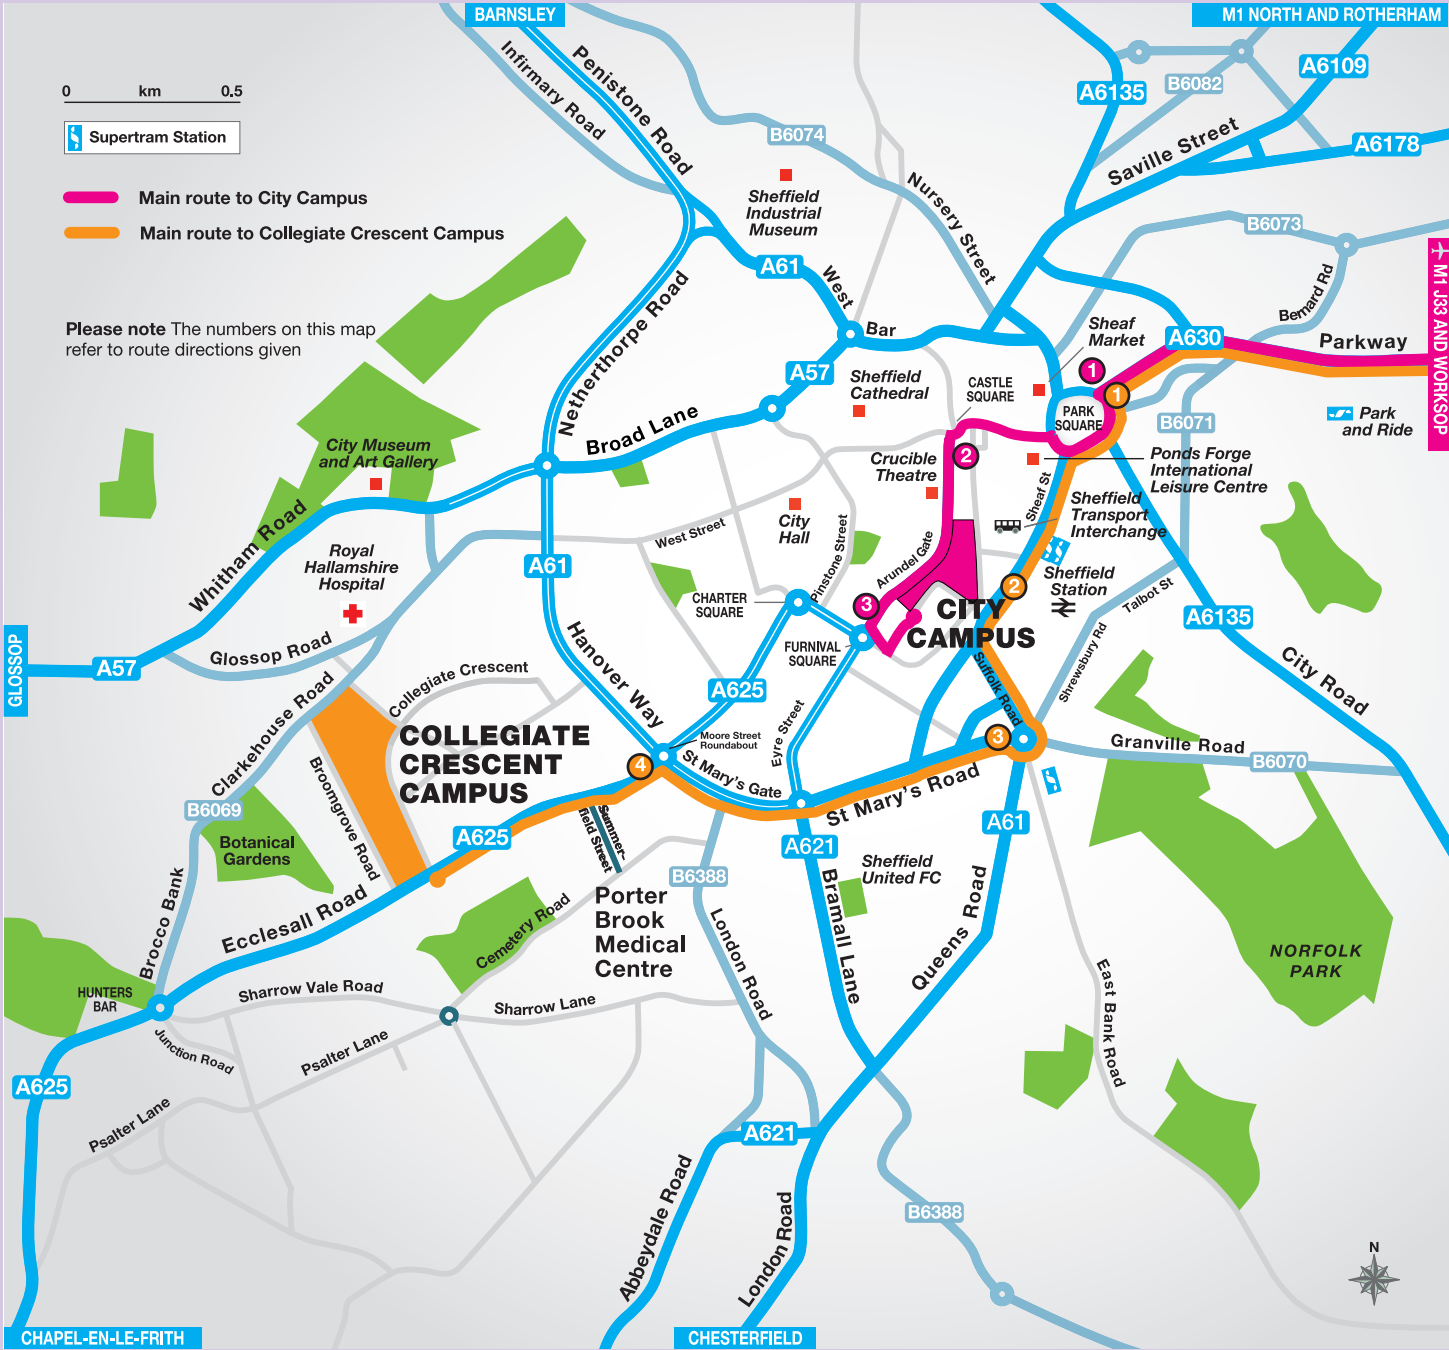 BARNSLEY
M1 NORTH AND ROTHERHAM
0 km 0.5
Supertram Station
Main route to City Campus
Main route to Collegiate Crescent Campus
Please note The numbers on this map
refer to route directions given
Infirmary Road
Penistone Road
B6074
A6135
B6082
A6109
A6178
Saville Street
Sheffield
Industrial
Museum
Nursery Street
B6073
Bernard Rd
A61
West
Bar
Netherthorpe Road
A57
Broad Lane
Sheffield
Cathedral
CASTLE
SQUARE
Sheaf
Market
1
1
A630
Parkway
M1 J33 AND WORKSOP
PARK
SQUARE
B6071
Park
and Ride
City Museum
and Art Gallery
Crucible
Theatre
2
Ponds Forge
International
Leisure Centre
Sheaf St
Sheffield
Transport
Interchange
City
Hall
West Street
Pinstone Street
Arundel Gate
Whitham Road
Royal
Hallamshire
Hospital
A61
CHARTER
SQUARE
3
2
Sheffield
Station
Talbot St
A6135
CITY
CAMPUS
FURNIVAL
SQUARE
GLOSSOP
A57
Glossop Road
Collegiate Crescent
Hanover Way
A625
Suffolk Road
Shrewsbury Rd
City Road
Clarkehouse Road
COLLEGIATE
CRESCENT
CAMPUS
Moore Street
Roundabout
Eyre Street
3
Granville Road
B6070
4
St Mary's Gate
St Mary's Road
B6069
Broomgrove Road
Botanical
Gardens
A625
Summer-
field Street
A621
A61
B6388
Sheffield
United FC
Porter
Brook
Medical
Centre
Cemetery Road
Ecclesall Road
Brocco Bank
London Road
Bramall Lane
Queens Road
NORFOLK
PARK
East Bank Road
HUNTERS
BAR
Sharrow Vale Road
Sharrow Lane
Junction Road
Psalter Lane
A625
Psalter Lane
A621
Abbeydale Road
London Road
B6388
N
CHAPEL-EN-LE-FRITH
CHESTERFIELD